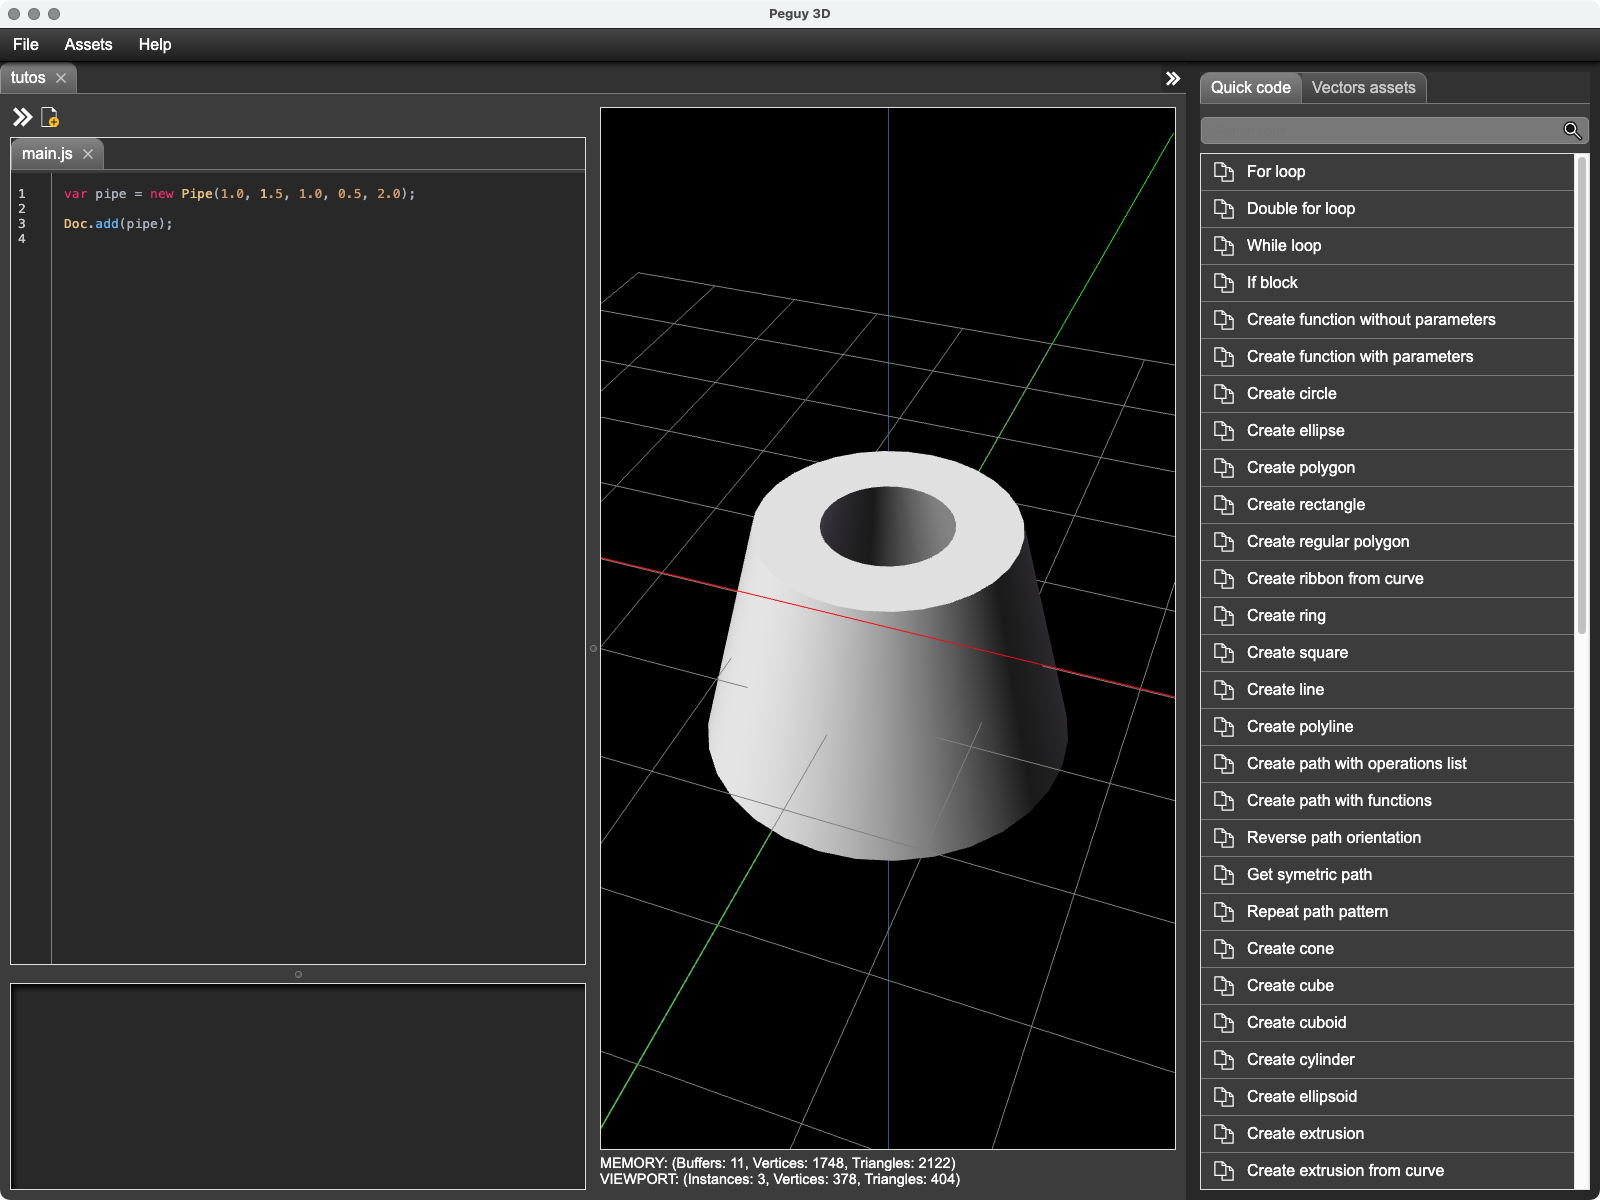 Peguy 3D
File Assets Help
tutos
main.js
1 var pipe = new Pipe(1.0, 1.5, 1.0, 0.5, 2.0);
2
3 Doc.add(pipe);
4
MEMORY: (Buffers: 11, Vertices: 1748, Triangles: 2122)
VIEWPORT: (Instances: 3, Vertices: 378, Triangles: 404)
Quick code Vectors assets
For loop
Double for loop
While loop
If block
Create function without parameters
Create function with parameters
Create circle
Create ellipse
Create polygon
Create rectangle
Create regular polygon
Create ribbon from curve
Create ring
Create square
Create line
Create polyline
Create path with operations list
Create path with functions
Reverse path orientation
Get symetric path
Repeat path pattern
Create cone
Create cube
Create cuboid
Create cylinder
Create ellipsoid
Create extrusion
Create extrusion from curve